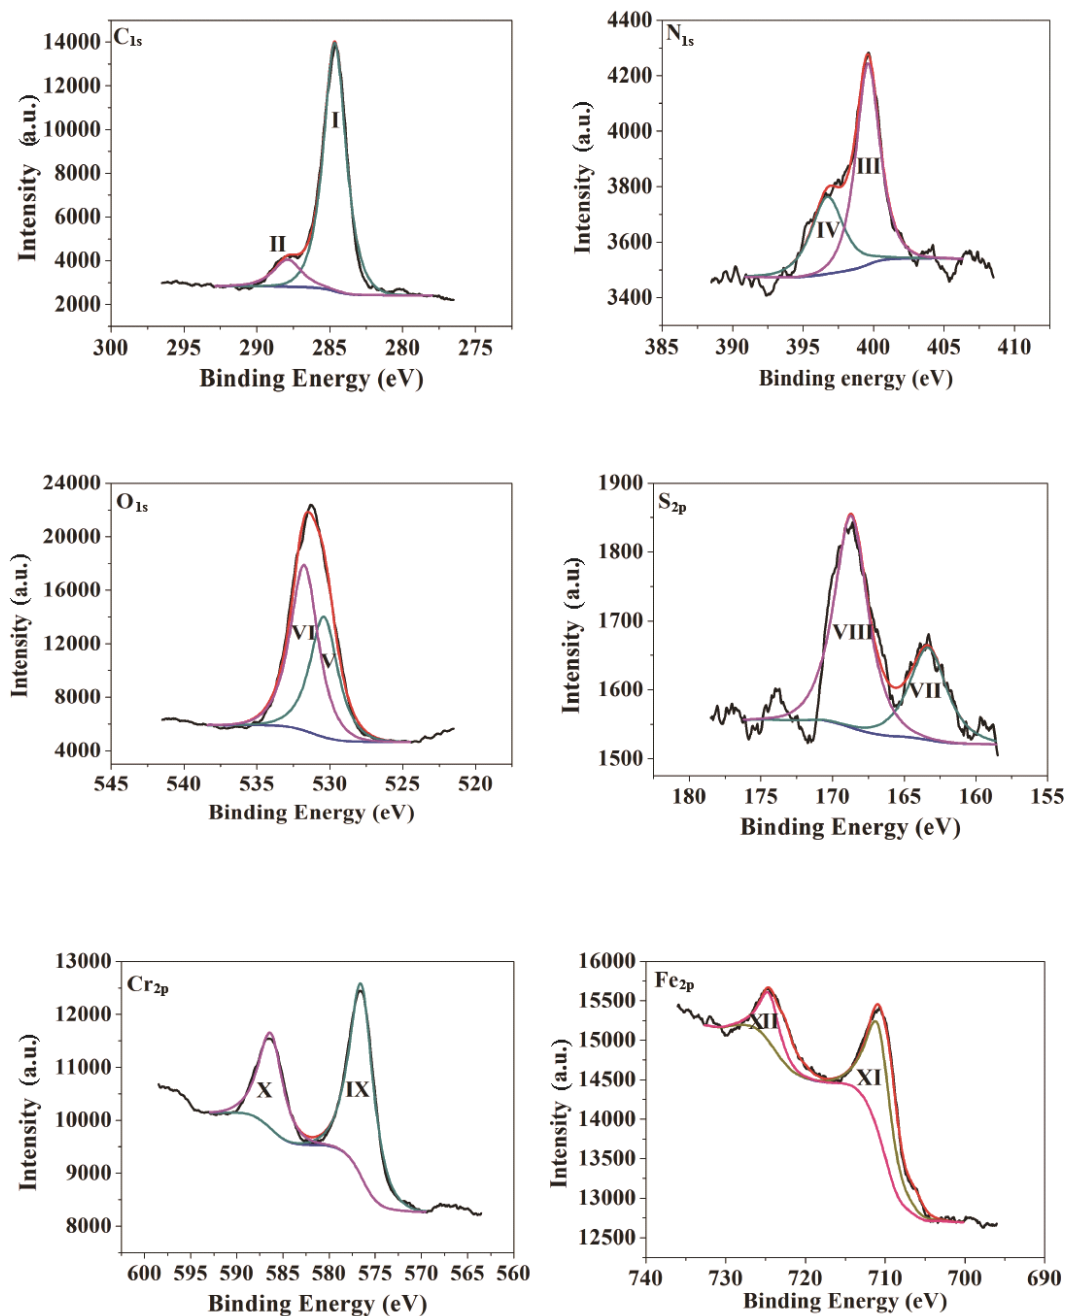 C1s
I
II
14000
12000
10000
8000
6000
4000
2000
Intensity (a.u.)
300 295 290 285 280 275
Binding Energy (eV)
N1s
III
IV
4400
4200
4000
3800
3600
3400
Intensity (a.u.)
385 390 395 400 405 410
Binding energy (eV)
O1s
VI
V
24000
20000
16000
12000
8000
4000
Intensity (a.u.)
545 540 535 530 525 520
Binding Energy (eV)
S2p
VIII
VII
1900
1800
1700
1600
1500
Intensity (a.u.)
180 175 170 165 160 155
Binding Energy (eV)
Cr2p
X
IX
13000
12000
11000
10000
9000
8000
Intensity (a.u.)
600 595 590 585 580 575 570 565 560
Binding Energy (eV)
Fe2p
XII
XI
16000
15500
15000
14500
14000
13500
13000
12500
Intensity (a.u.)
740 730 720 710 700 690
Binding Energy (eV)